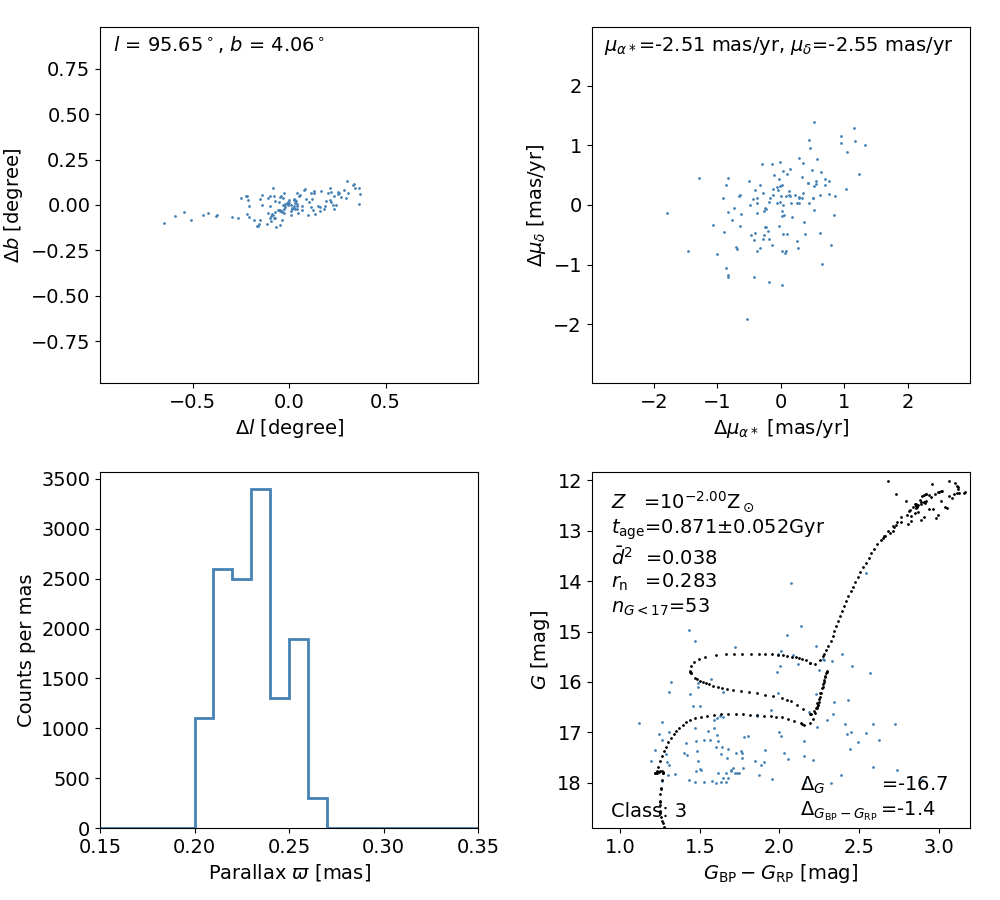 l = 95.65°, b = 4.06°
0.75
0.50
0.25
0.00
−0.25
−0.50
−0.75
Δb [degree]
−0.5 0.0 0.5
Δl [degree]
μα*=-2.51 mas/yr, μδ=-2.55 mas/yr
2
1
0
−1
−2
Δμδ [mas/yr]
−2 −1 0 1 2
Δμα* [mas/yr]
3500
3000
2500
2000
1500
1000
500
0
Counts per mas
0.15 0.20 0.25 0.30 0.35
Parallax ϖ [mas]
12
13
14
15
16
17
18
G [mag]
Z =10^−2.00 Z⊙
tage=0.871±0.052Gyr
d̄² =0.038
rn =0.283
nG<17=53
ΔG =-16.7
ΔGBP−GRP=-1.4
Class: 3
1.0 1.5 2.0 2.5 3.0
GBP − GRP [mag]